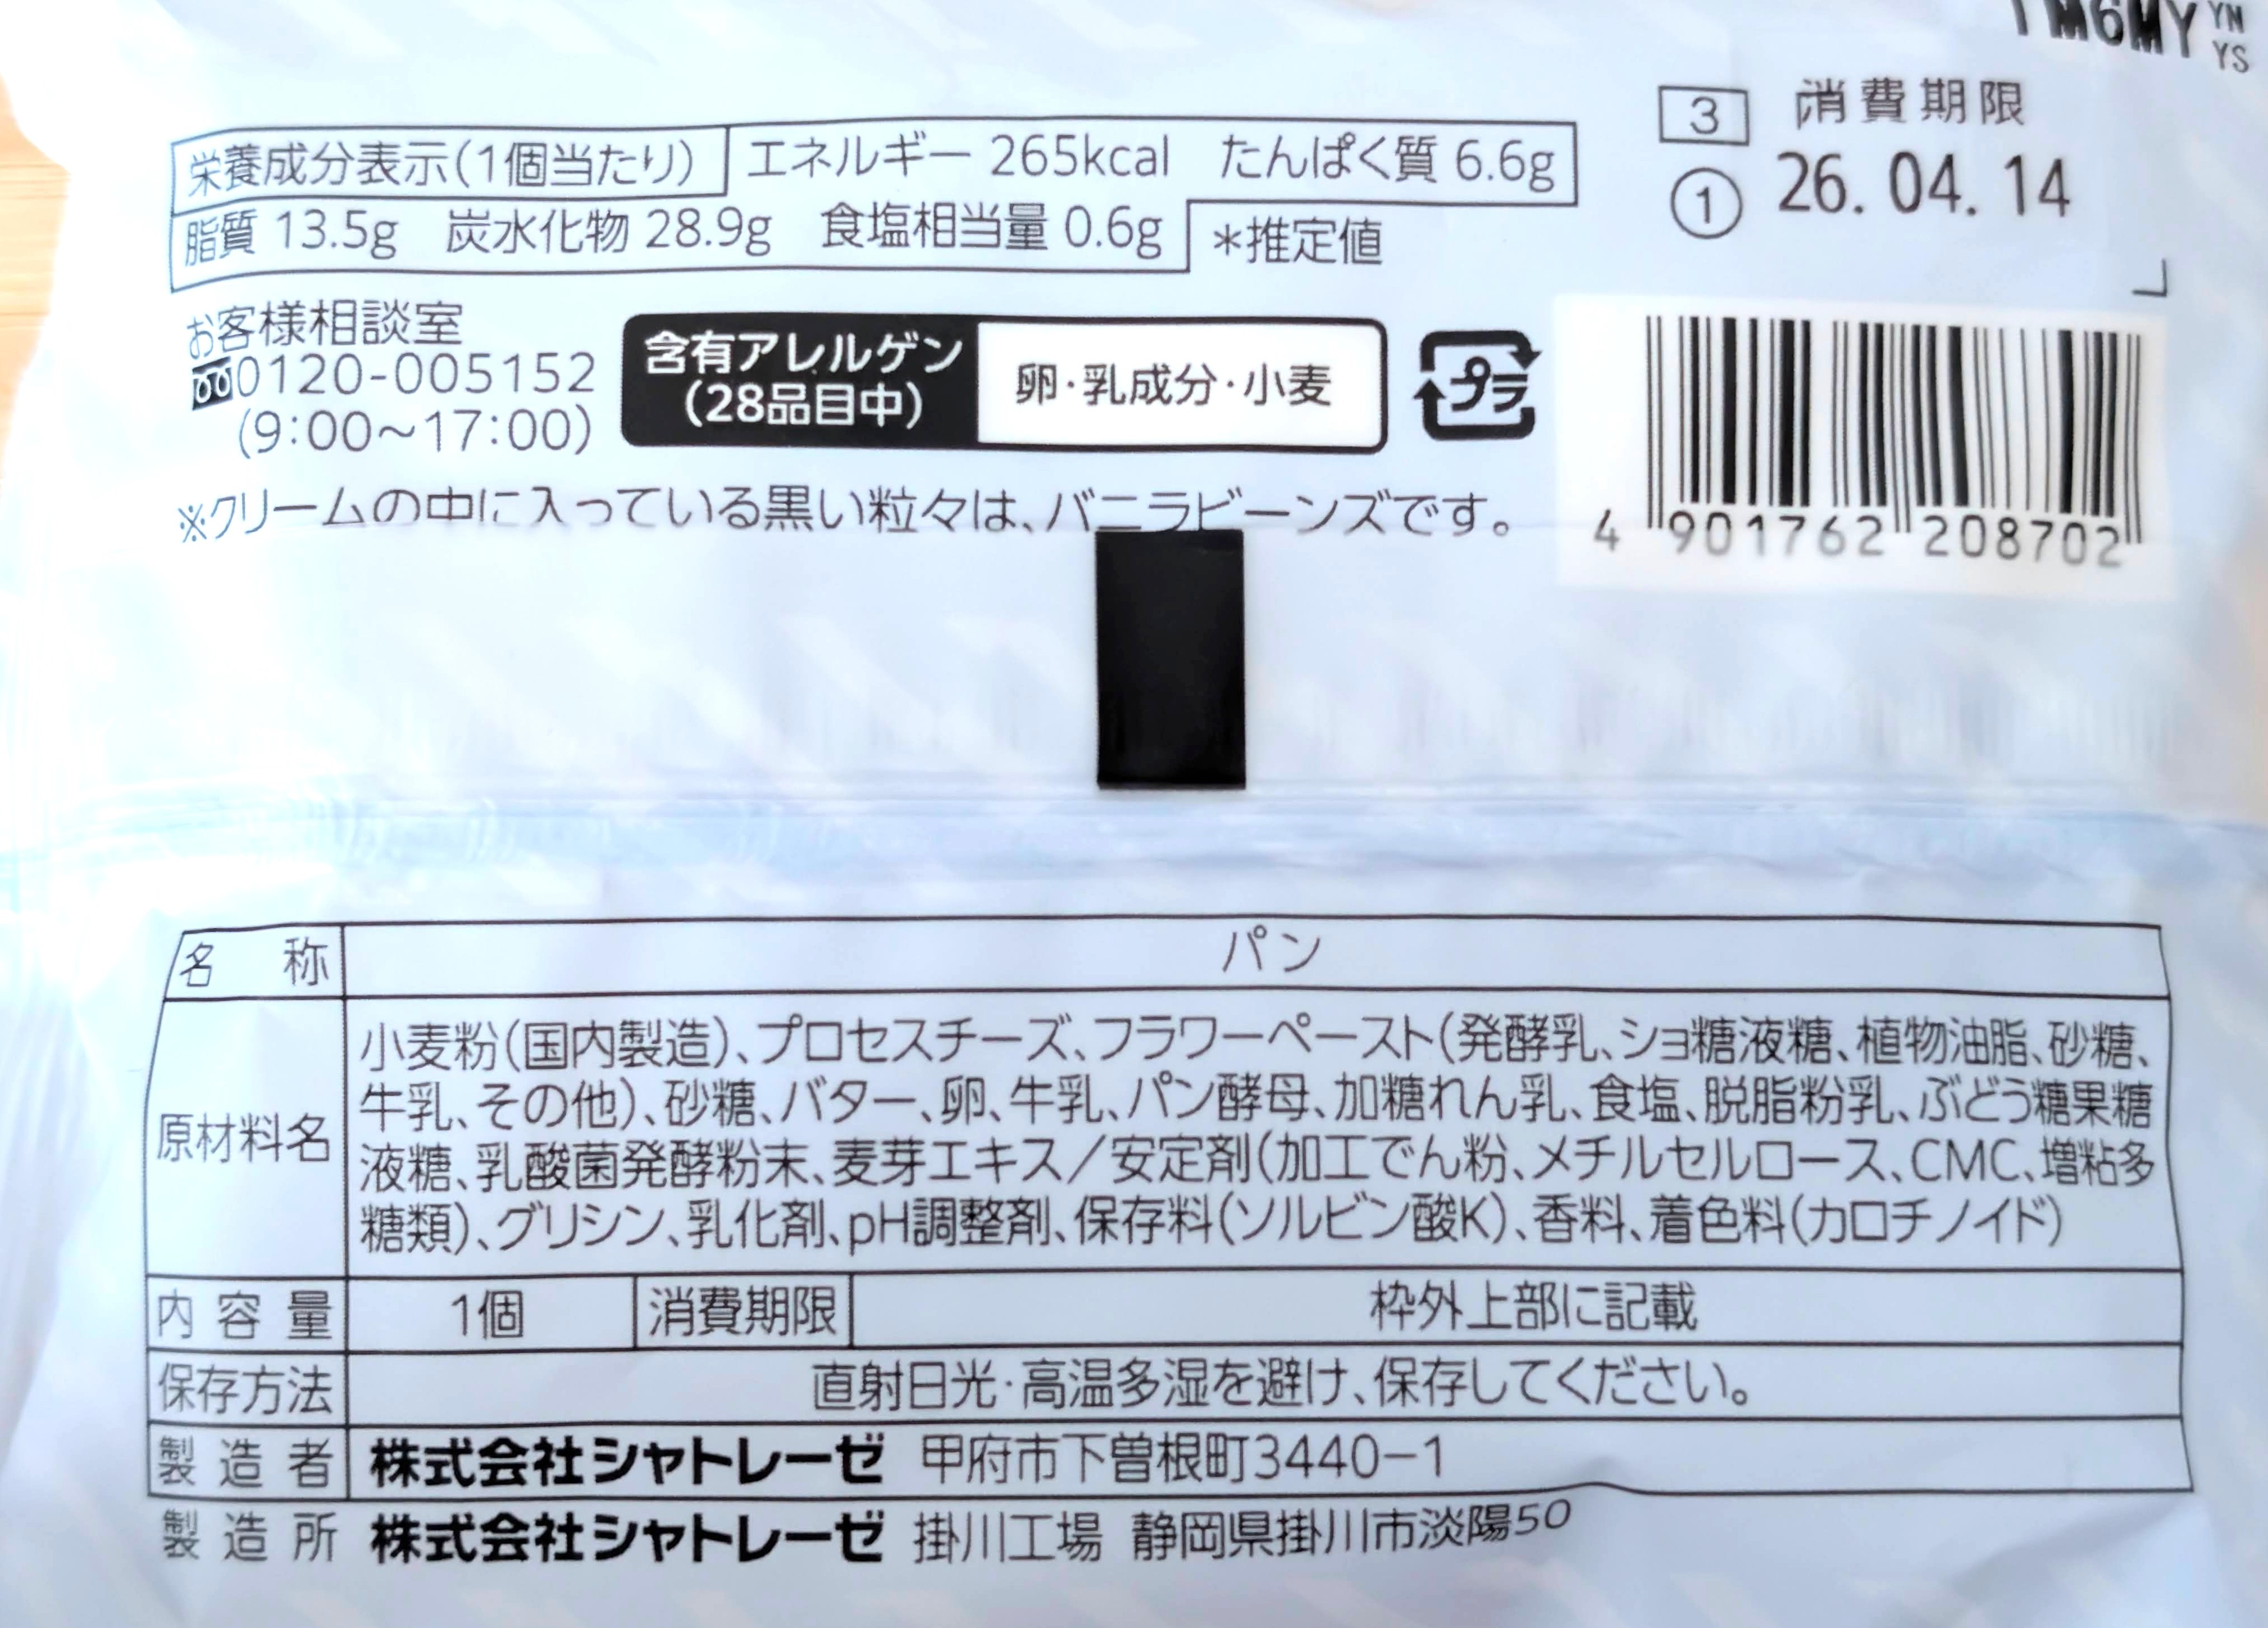 YN
YS
3 消費期限
① 26.04.14
栄養成分表示(1個当たり) エネルギー 265kcal たんぱく質 6.6g
脂質 13.5g 炭水化物 28.9g 食塩相当量 0.6g *推定値
お客様相談室
0120-005152
(9:00~17:00)
含有アレルゲン
(28品目中)
卵・乳成分・小麦
プラ
※クリームの中に入っている黒い粒々は、バニラビーンズです。
4 901762 208702
名称 パン
原材料名
小麦粉(国内製造)、プロセスチーズ、フラワーペースト(発酵乳、ショ糖液糖、植物油脂、砂糖、
牛乳、その他)、砂糖、バター、卵、牛乳、パン酵母、加糖れん乳、食塩、脱脂粉乳、ぶどう糖果糖
液糖、乳酸菌発酵粉末、麦芽エキス/安定剤(加工でん粉、メチルセルロース、CMC、増粘多
糖類)、グリシン、乳化剤、pH調整剤、保存料(ソルビン酸K)、香料、着色料(カロチノイド)
内容量 1個 消費期限 枠外上部に記載
保存方法 直射日光・高温多湿を避け、保存してください。
製造者 株式会社シャトレーゼ 甲府市下曽根町3440-1
製造所 株式会社シャトレーゼ 掛川工場 静岡県掛川市淡陽50